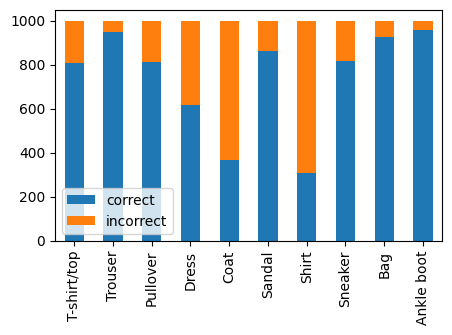 1000
800
600
400
200
0
correct
incorrect
T-shirt/top
Trouser
Pullover
Dress
Coat
Sandal
Shirt
Sneaker
Bag
Ankle boot